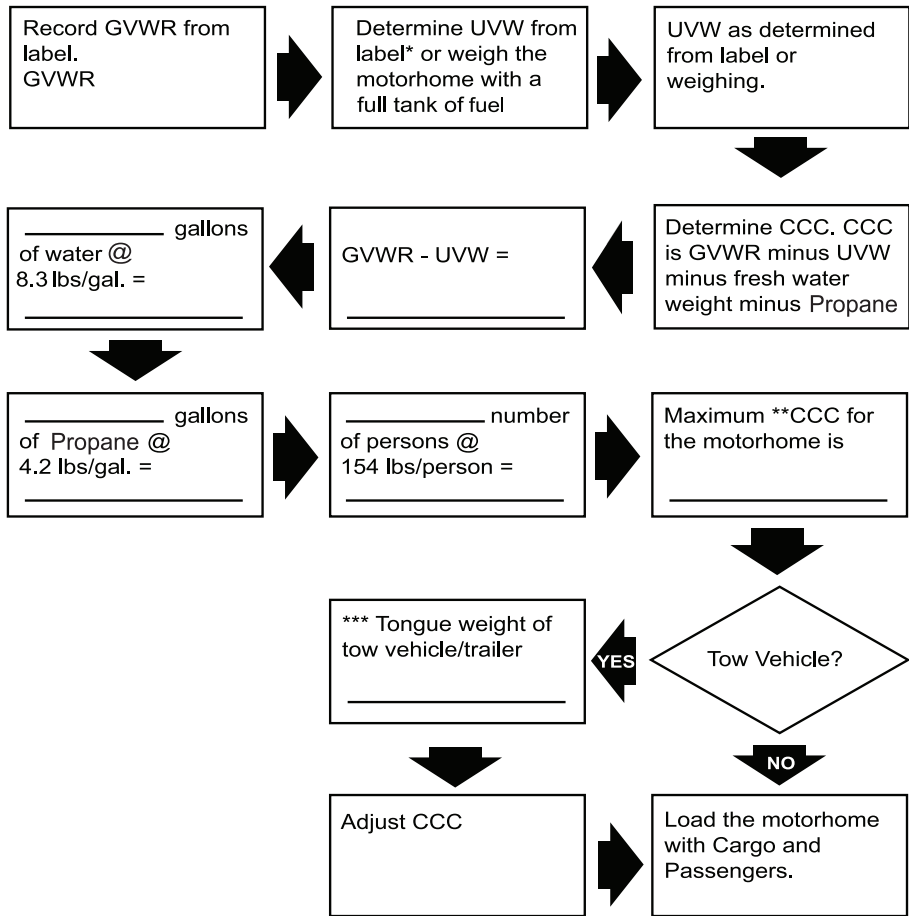 Record GVWR from
label.
GVWR
Determine UVW from
label* or weigh the
motorhome with a
full tank of fuel
UVW as determined
from label or
weighing.
Determine CCC. CCC
is GVWR minus UVW
minus fresh water
weight minus Propane
GVWR - UVW =
gallons
of water @
8.3 lbs/gal. =
gallons
of Propane @
4.2 lbs/gal. =
number
of persons @
154 lbs/person =
Maximum **CCC for
the motorhome is
Tow Vehicle?
YES
*** Tongue weight of
tow vehicle/trailer
NO
Adjust CCC
Load the motorhome
with Cargo and
Passengers.